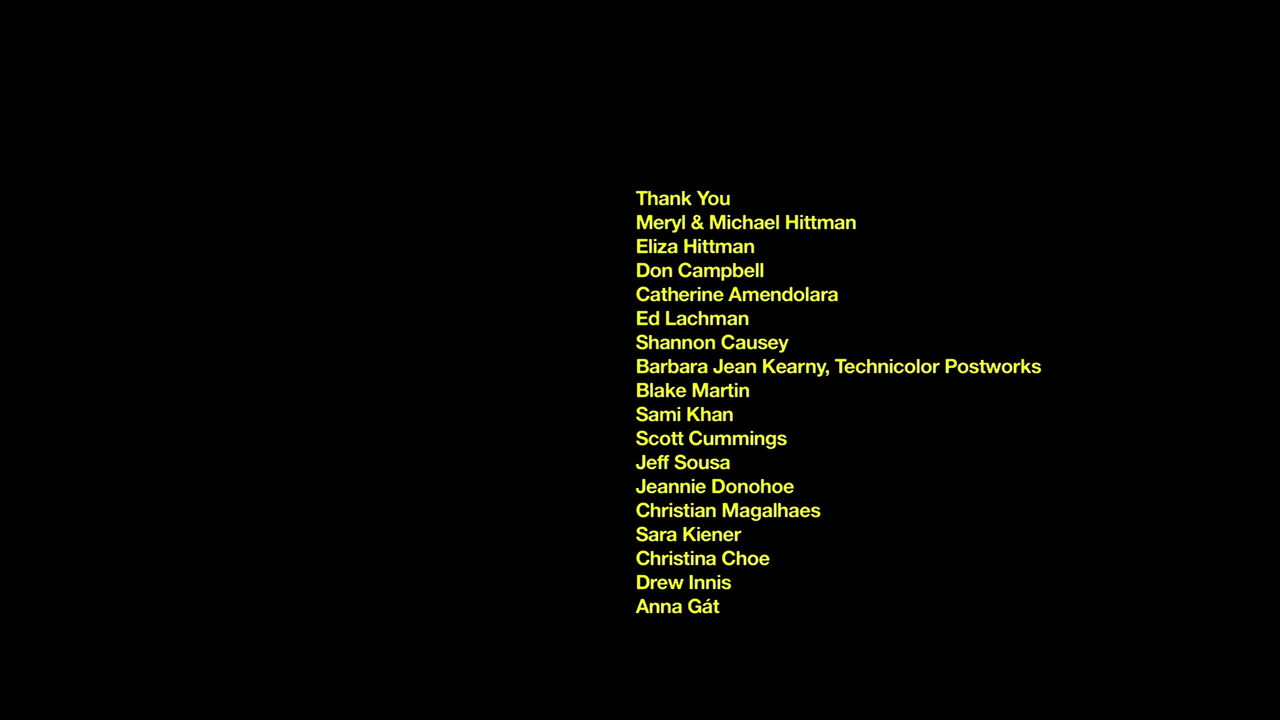 Thank You
Meryl & Michael Hittman
Eliza Hittman
Don Campbell
Catherine Amendolara
Ed Lachman
Shannon Causey
Barbara Jean Kearny, Technicolor Postworks
Blake Martin
Sami Khan
Scott Cummings
Jeff Sousa
Jeannie Donohoe
Christian Magalhaes
Sara Kiener
Christina Choe
Drew Innis
Anna Gát